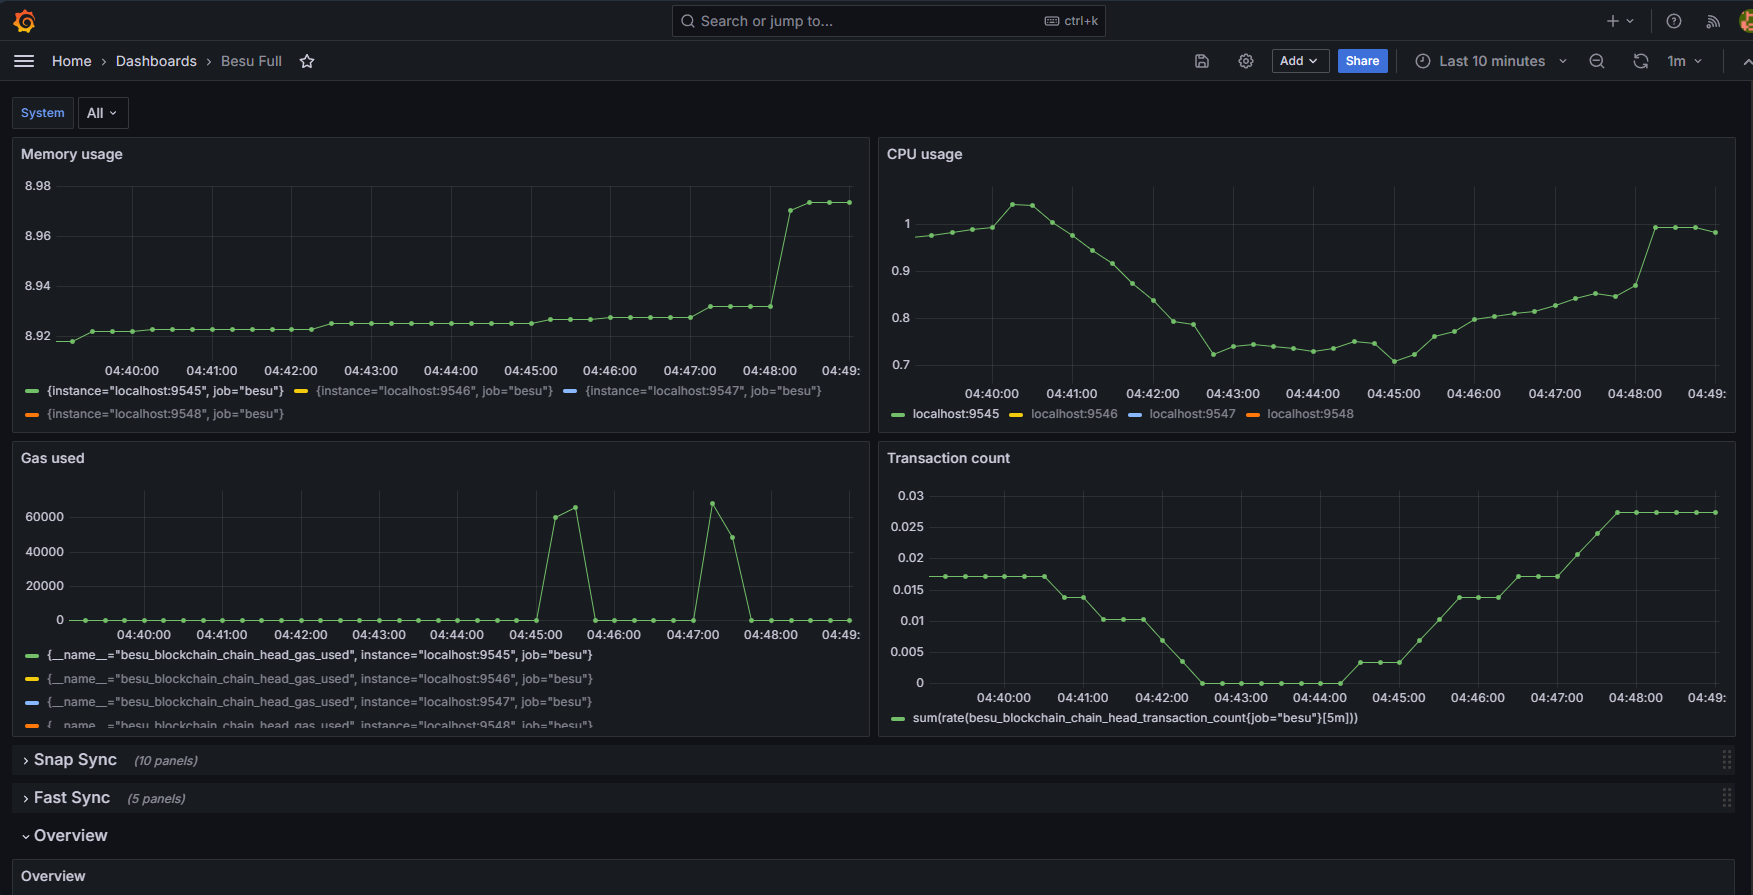 Search or jump to... ctrl+k
Home › Dashboards › Besu Full Add Share Last 10 minutes 1m
System All
Memory usage
8.98
8.96
8.94
8.92
04:40:00 04:41:00 04:42:00 04:43:00 04:44:00 04:45:00 04:46:00 04:47:00 04:48:00 04:49:
{instance="localhost:9545", job="besu"} {instance="localhost:9546", job="besu"} {instance="localhost:9547", job="besu"}
{instance="localhost:9548", job="besu"}
CPU usage
1
0.9
0.8
0.7
04:40:00 04:41:00 04:42:00 04:43:00 04:44:00 04:45:00 04:46:00 04:47:00 04:48:00 04:49:
localhost:9545 localhost:9546 localhost:9547 localhost:9548
Gas used
60000
40000
20000
0
04:40:00 04:41:00 04:42:00 04:43:00 04:44:00 04:45:00 04:46:00 04:47:00 04:48:00 04:49:
{__name__="besu_blockchain_chain_head_gas_used", instance="localhost:9545", job="besu"}
{__name__="besu_blockchain_chain_head_gas_used", instance="localhost:9546", job="besu"}
{__name__="besu_blockchain_chain_head_gas_used", instance="localhost:9547", job="besu"}
{__name__="besu_blockchain_chain_head_gas_used", instance="localhost:9548", job="besu"}
Transaction count
0.03
0.025
0.02
0.015
0.01
0.005
0
04:40:00 04:41:00 04:42:00 04:43:00 04:44:00 04:45:00 04:46:00 04:47:00 04:48:00 04:49:
sum(rate(besu_blockchain_chain_head_transaction_count{job="besu"}[5m]))
Snap Sync (10 panels)
Fast Sync (5 panels)
Overview
Overview